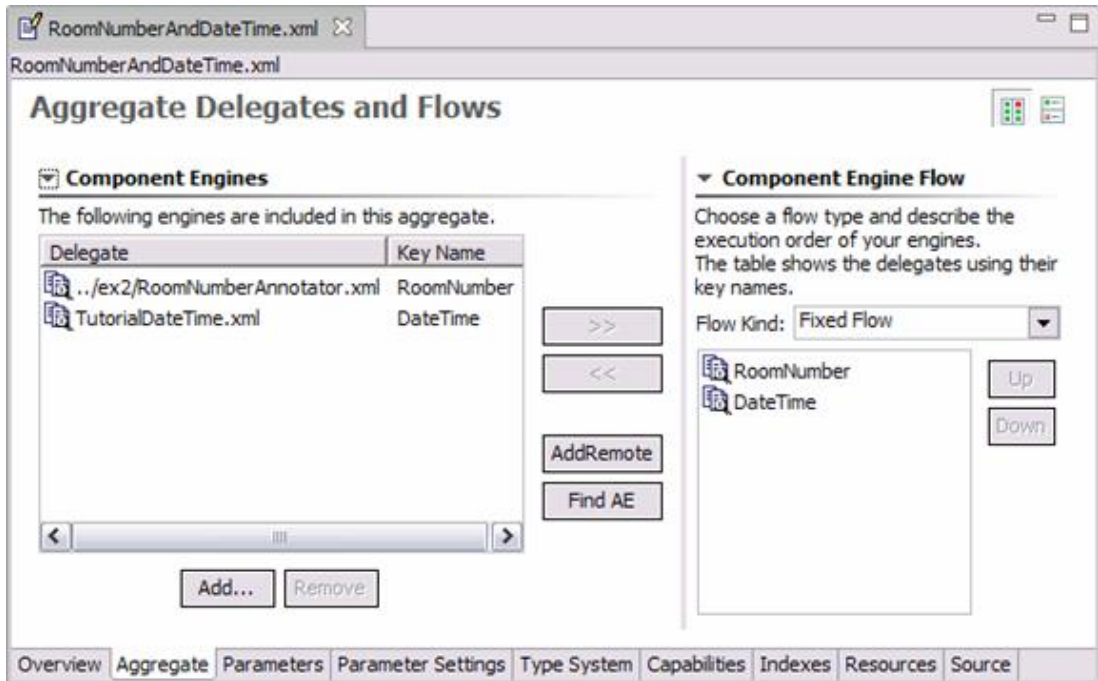 RoomNumberAndDateTime.xml
RoomNumberAndDateTime.xml
Aggregate Delegates and Flows
Component Engines
The following engines are included in this aggregate.
Delegate Key Name
../ex2/RoomNumberAnnotator.xml RoomNumber
TutorialDateTime.xml DateTime
>>
<<
AddRemote
Find AE
Add... Remove
Component Engine Flow
Choose a flow type and describe the
execution order of your engines.
The table shows the delegates using their
key names.
Flow Kind: Fixed Flow
RoomNumber
DateTime
Up
Down
Overview Aggregate Parameters Parameter Settings Type System Capabilities Indexes Resources Source